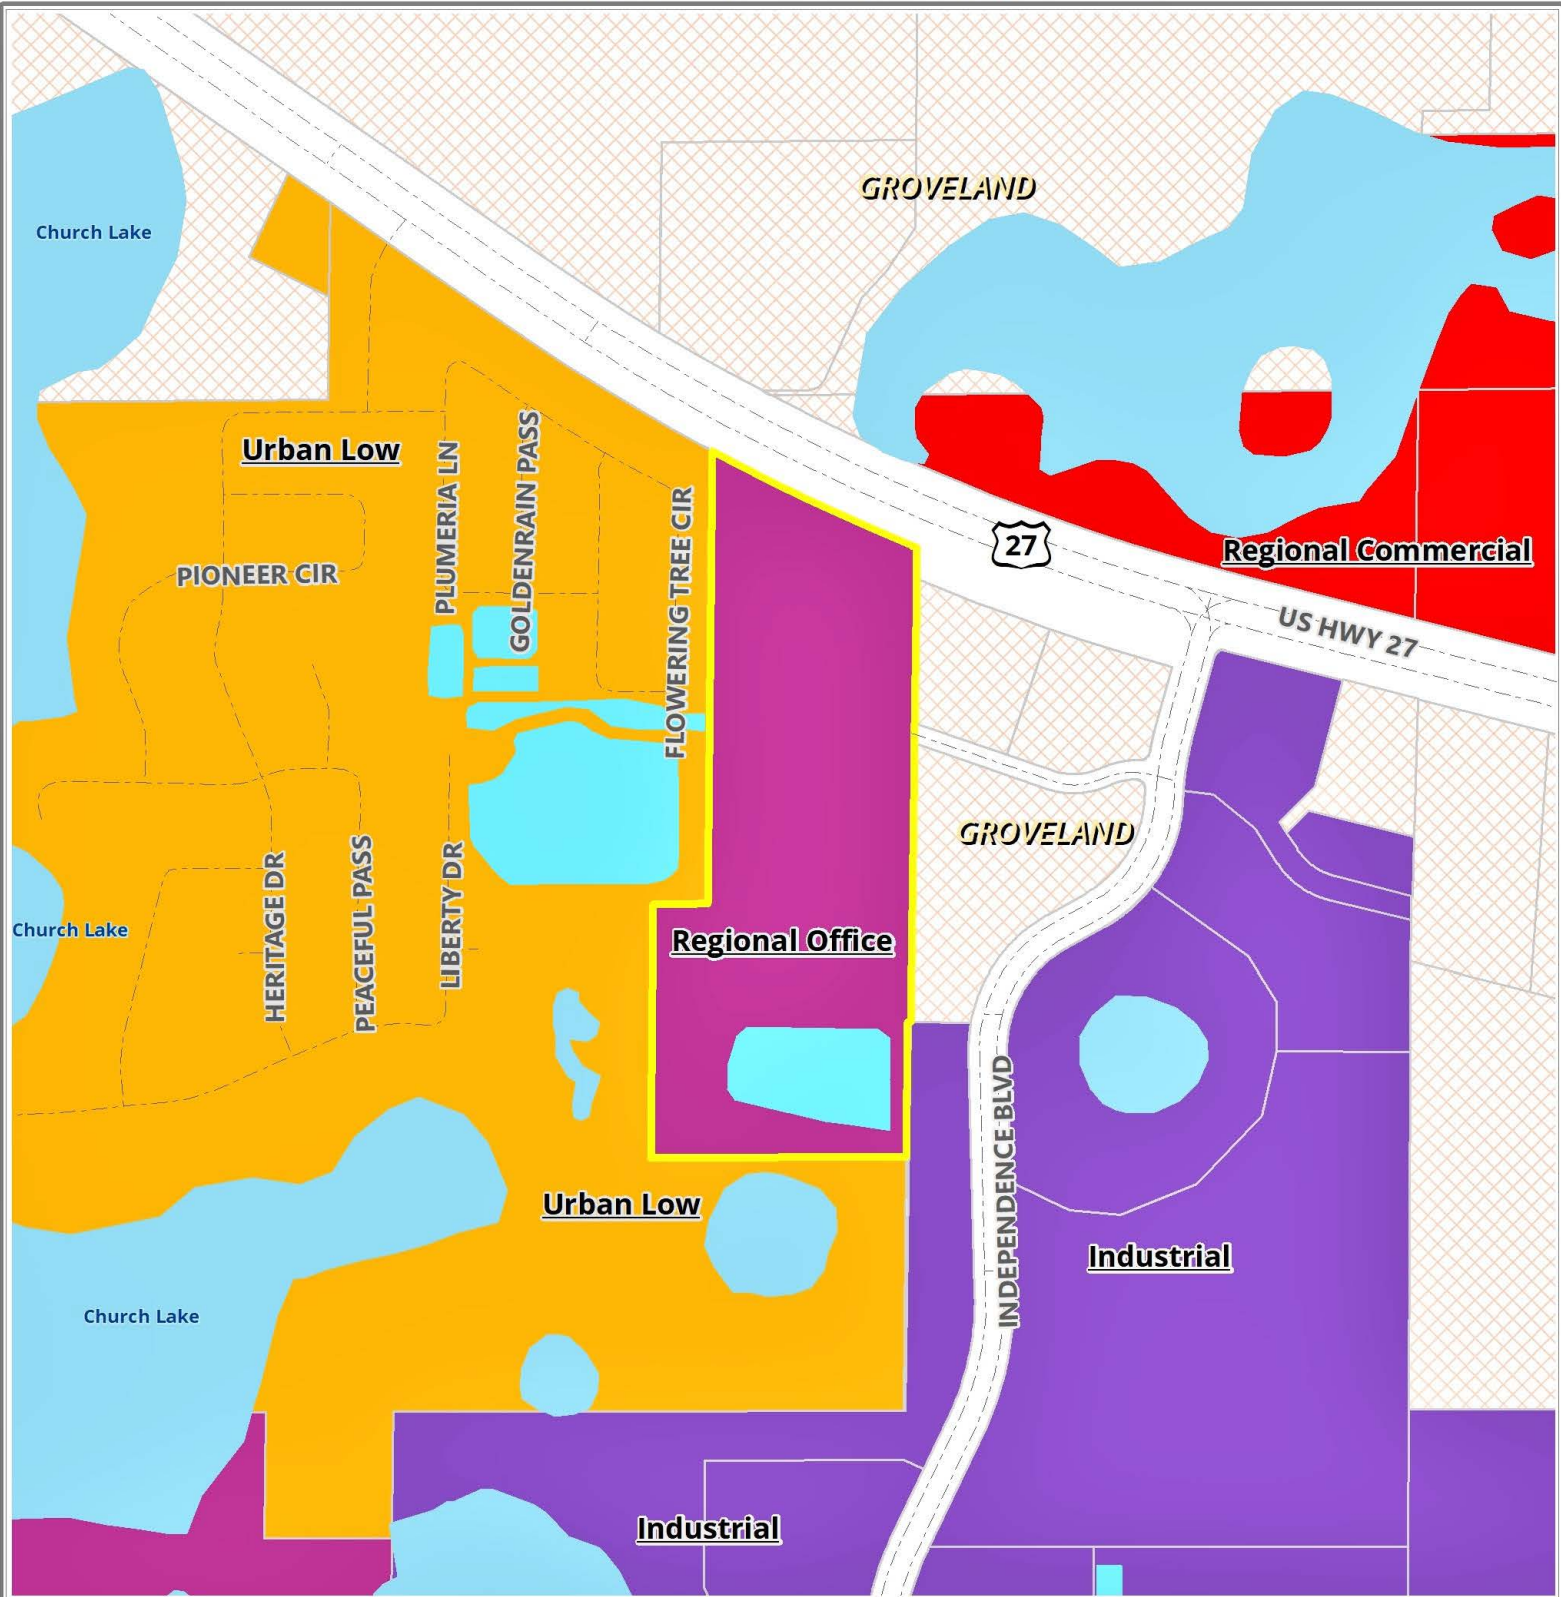 GROVELAND
Church Lake
Urban Low
PLUMERIA LN
GOLDENRAIN PASS
FLOWERING TREE CIR
27
Regional Commercial
PIONEER CIR
US HWY 27
GROVELAND
HERITAGE DR
PEACEFUL PASS
LIBERTY DR
Church Lake
Regional Office
INDEPENDENCE BLVD
Urban Low
Industrial
Church Lake
Industrial